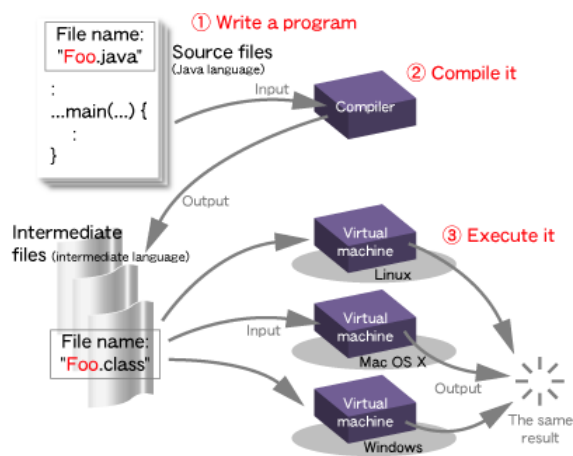 ① Write a program
File name:
"Foo.java"
Source files
(Java language)
:
...main(...) {
:
}
Input
② Compile it
Compiler
Output
Intermediate
files (intermediate language)
File name:
"Foo.class"
Input
Virtual
machine
Linux
③ Execute it
Virtual
machine
Mac OS X
Virtual
machine
Windows
Output
The same
result